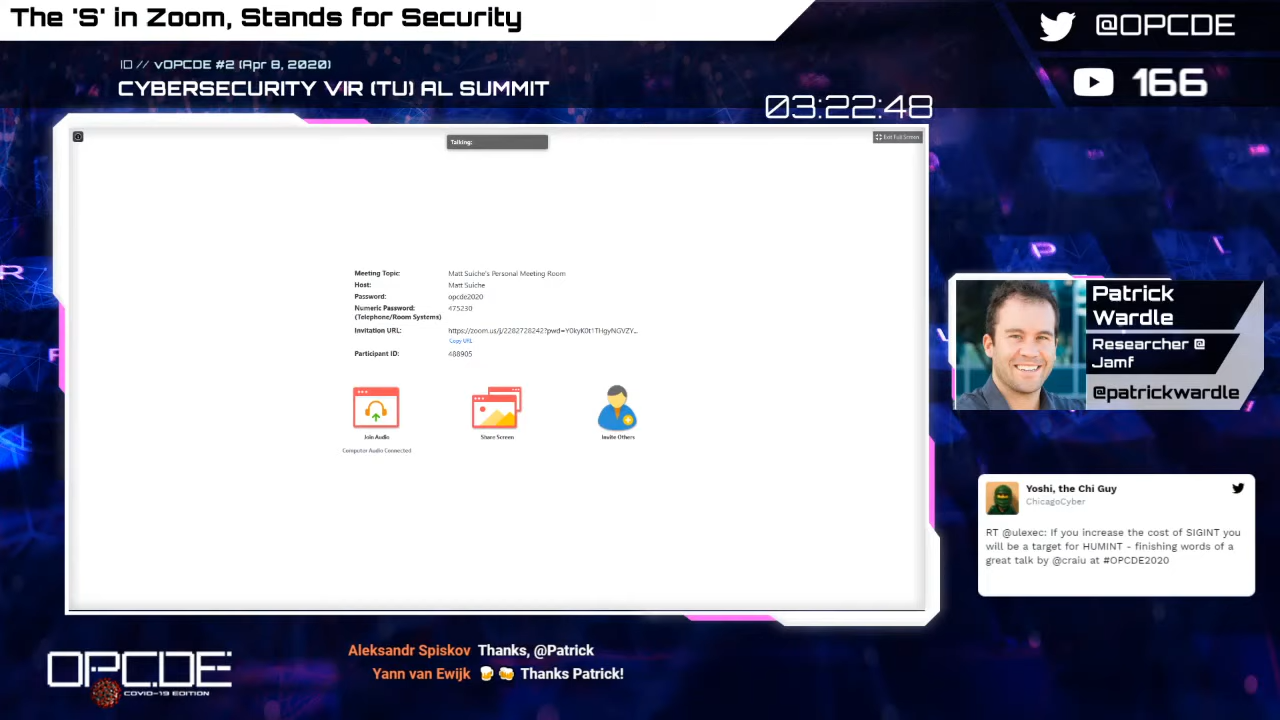 The 'S' in Zoom, Stands for Security
@OPCDE
ID // vOPCDE #2 (Apr 8, 2020)
CYBERSECURITY VIR (TU) AL SUMMIT
166
03:22:48
Talking:
Exit Full Screen
Meeting Topic: Matt Suiche's Personal Meeting Room
Host: Matt Suiche
Password: opcde2020
Numeric Password: 475230
(Telephone/Room Systems)
Invitation URL: https://zoom.us/j/2282728242?pwd=Y0kyK0t1THgyNGVZY...
Copy URL
Participant ID: 488905
Join Audio
Share Screen
Invite Others
Computer Audio Connected
Patrick
Wardle
Researcher @
Jamf
@patrickwardle
Yoshi, the Chi Guy
ChicagoCyber
RT @ulexec: If you increase the cost of SIGINT you
will be a target for HUMINT - finishing words of a
great talk by @craiu at #OPCDE2020
OPCDE
COVID-19 EDITION
Aleksandr Spiskov Thanks, @Patrick
Yann van Ewijk 🍺 🍻 Thanks Patrick!